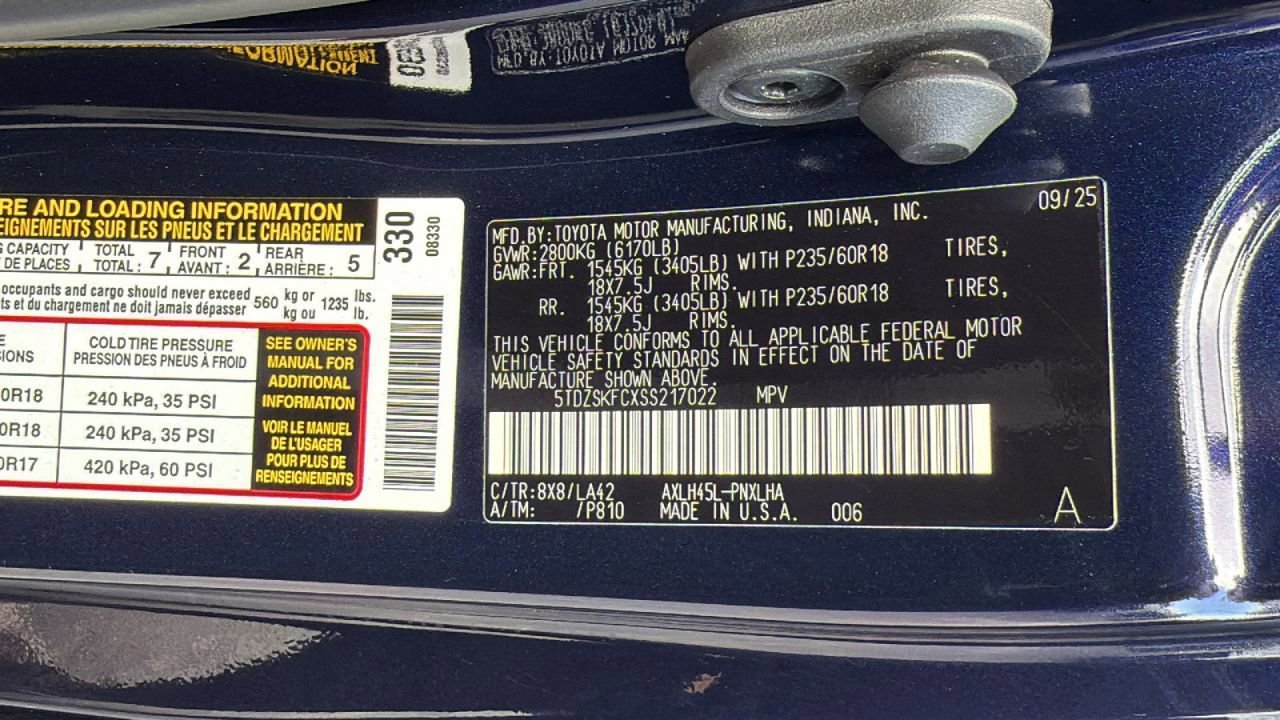 RE AND LOADING INFORMATION
EIGNEMENTS SUR LES PNEUS ET LE CHARGEMENT
CAPACITY TOTAL : 7 FRONT 2 REAR 5
DE PLACES TOTAL : AVANT : ARRIÈRE :
occupants and cargo should never exceed 560 kg or 1235 lbs.
ts et du chargement ne doit jamais dépasser kg ou lb.
COLD TIRE PRESSURE
SIONS PRESSION DES PNEUS À FROID
0R18 240 kPa, 35 PSI
0R18 240 kPa, 35 PSI
0R17 420 kPa, 60 PSI
SEE OWNER'S
MANUAL FOR
ADDITIONAL
INFORMATION
VOIR LE MANUEL
DE L'USAGER
POUR PLUS DE
RENSEIGNEMENTS
330
08330
09/25
MFD.BY:TOYOTA MOTOR MANUFACTURING, INDIANA, INC.
GVWR:2800KG (6170LB)
GAWR:FRT. 1545KG (3405LB) WITH P235/60R18 TIRES,
18X7.5J RIMS.
RR. 1545KG (3405LB) WITH P235/60R18 TIRES,
18X7.5J RIMS.
THIS VEHICLE CONFORMS TO ALL APPLICABLE FEDERAL MOTOR
VEHICLE SAFETY STANDARDS IN EFFECT ON THE DATE OF
MANUFACTURE SHOWN ABOVE.
5TDZSKFCXSS217022 MPV
C/TR:8X8/LA42 AXLH45L-PNXLHA
A/TM: /P810 MADE IN U.S.A. 006 A